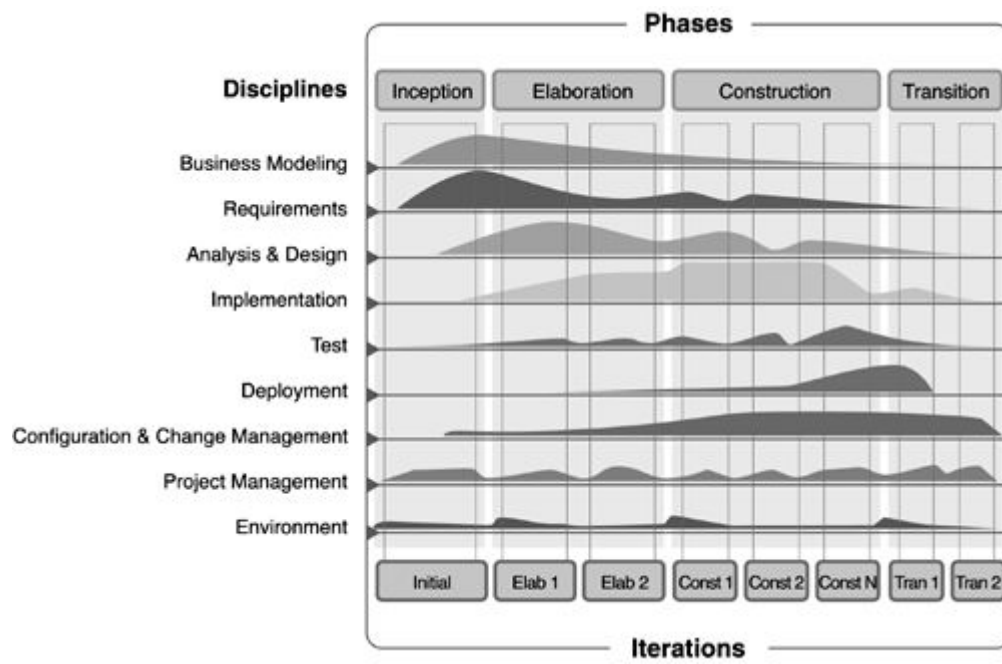 Phases
Disciplines
Inception
Elaboration
Construction
Transition
Business Modeling
Requirements
Analysis & Design
Implementation
Test
Deployment
Configuration & Change Management
Project Management
Environment
Initial
Elab 1
Elab 2
Const 1
Const 2
Const N
Tran 1
Tran 2
Iterations